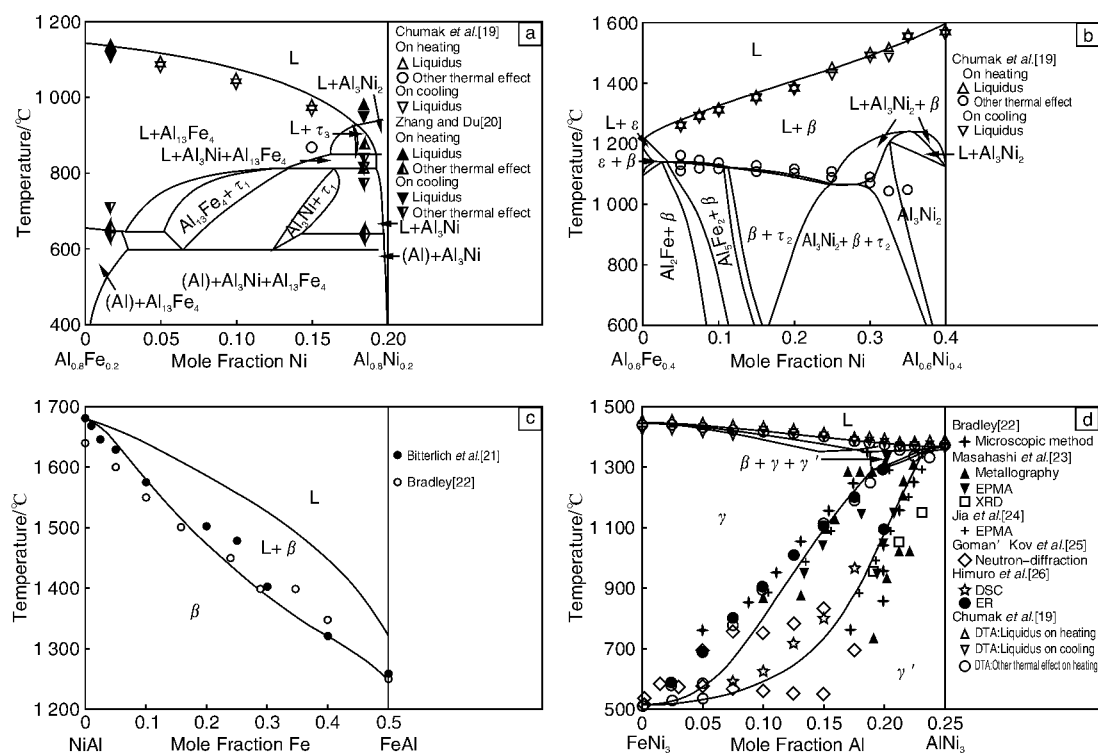 a
1 200
1 000
800
600
400
Temperature/℃
0
0.05
0.10
0.15
0.20
Mole Fraction Ni
Al0.8Fe0.2
Al0.8Ni0.2
L
L+Al3Ni2
L+Al13Fe4
L+τ3
L+Al3Ni+Al13Fe4
Al13Fe4+τ1
Al3Ni+τ1
L+Al3Ni
(Al)+Al3Ni
(Al)+Al3Ni+Al13Fe4
(Al)+Al13Fe4
Chumak et al.[19]
On heating
Liquidus
Other thermal effect
On cooling
Liquidus
Zhang and Du[20]
On heating
Liquidus
Other thermal effect
On cooling
Liquidus
Other thermal effect
b
1 600
1 400
1 200
1 000
800
600
Temperature/℃
0
0.1
0.2
0.3
0.4
Mole Fraction Ni
Al0.6Fe0.4
Al0.6Ni0.4
L
L+ε
ε+β
L+β
L+Al3Ni2+β
L+Al3Ni2
Al3Ni2
Al2Fe+β
Al5Fe2+β
β+τ2
Al3Ni2+β+τ2
Chumak et al.[19]
On heating
Liquidus
Other thermal effect
On cooling
Liquidus
c
1 700
1 600
1 500
1 400
1 300
1 200
Temperature/℃
0
0.1
0.2
0.3
0.4
0.5
NiAl
Mole Fraction Fe
FeAl
L
L+β
β
Bitterlich et al.[21]
Bradley[22]
d
1 500
1 300
1 100
900
700
500
Temperature/℃
0
0.05
0.10
0.15
0.20
0.25
FeNi3
Mole Fraction Al
AlNi3
L
β+γ+γ′
γ
γ′
Bradley[22]
Microscopic method
Masahashi et al.[23]
Metallography
EPMA
XRD
Jia et al.[24]
EPMA
Goman' Kov et al.[25]
Neutron-diffraction
Himuro et al.[26]
DSC
ER
Chumak et al.[19]
DTA:Liquidus on heating
DTA:Liquidus on cooling
DTA:Other thermal effect on heating